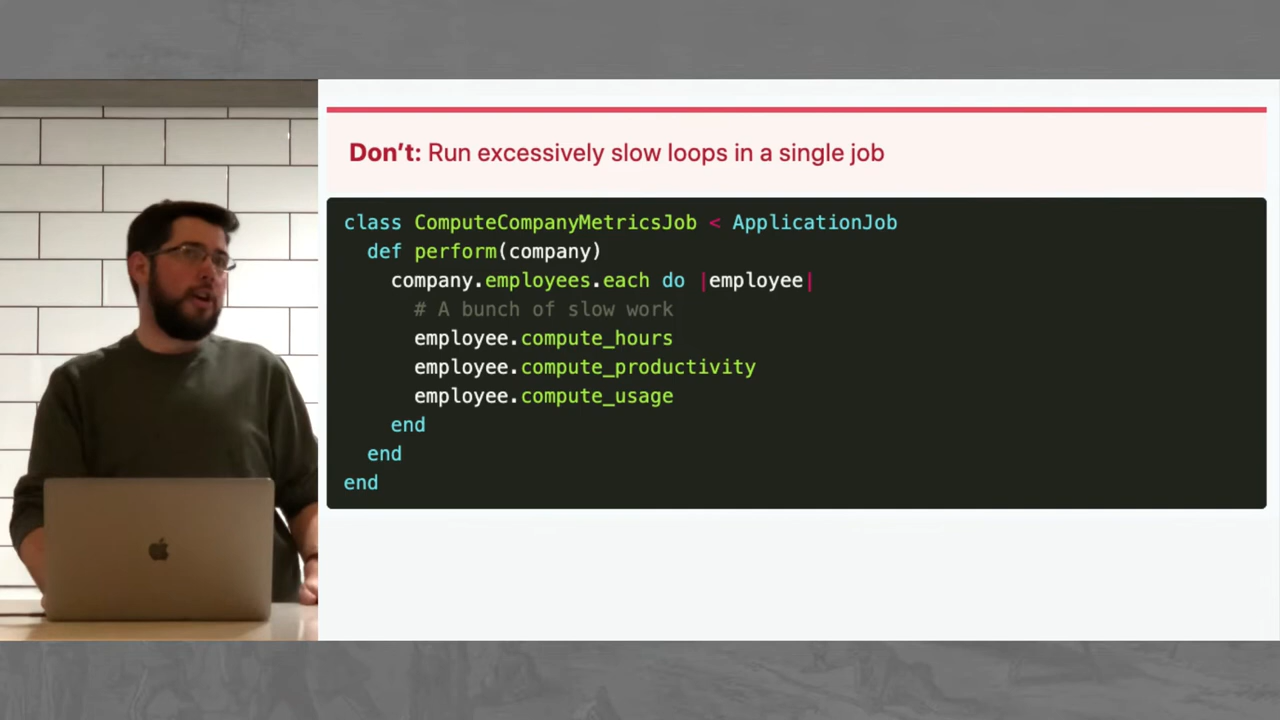 Don’t: Run excessively slow loops in a single job
class ComputeCompanyMetricsJob < ApplicationJob
  def perform(company)
    company.employees.each do |employee|
      # A bunch of slow work
      employee.compute_hours
      employee.compute_productivity
      employee.compute_usage
    end
  end
end